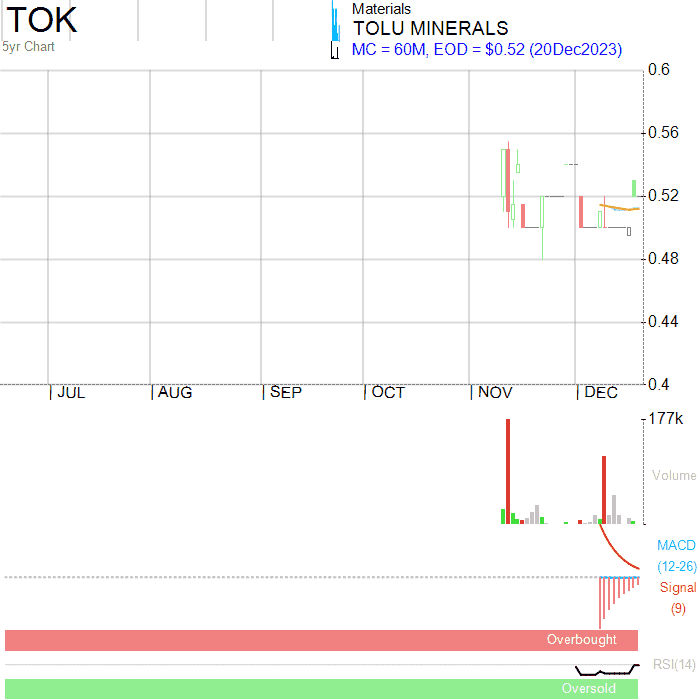 TOK
Materials
TOLU MINERALS
5yr Chart
MC = 60M, EOD = $0.52 (20Dec2023)
0.6
0.56
0.52
0.48
0.44
0.4
JUL AUG SEP OCT NOV DEC
177k
Volume
MACD
(12-26)
Signal
(9)
Overbought
RSI(14)
Oversold